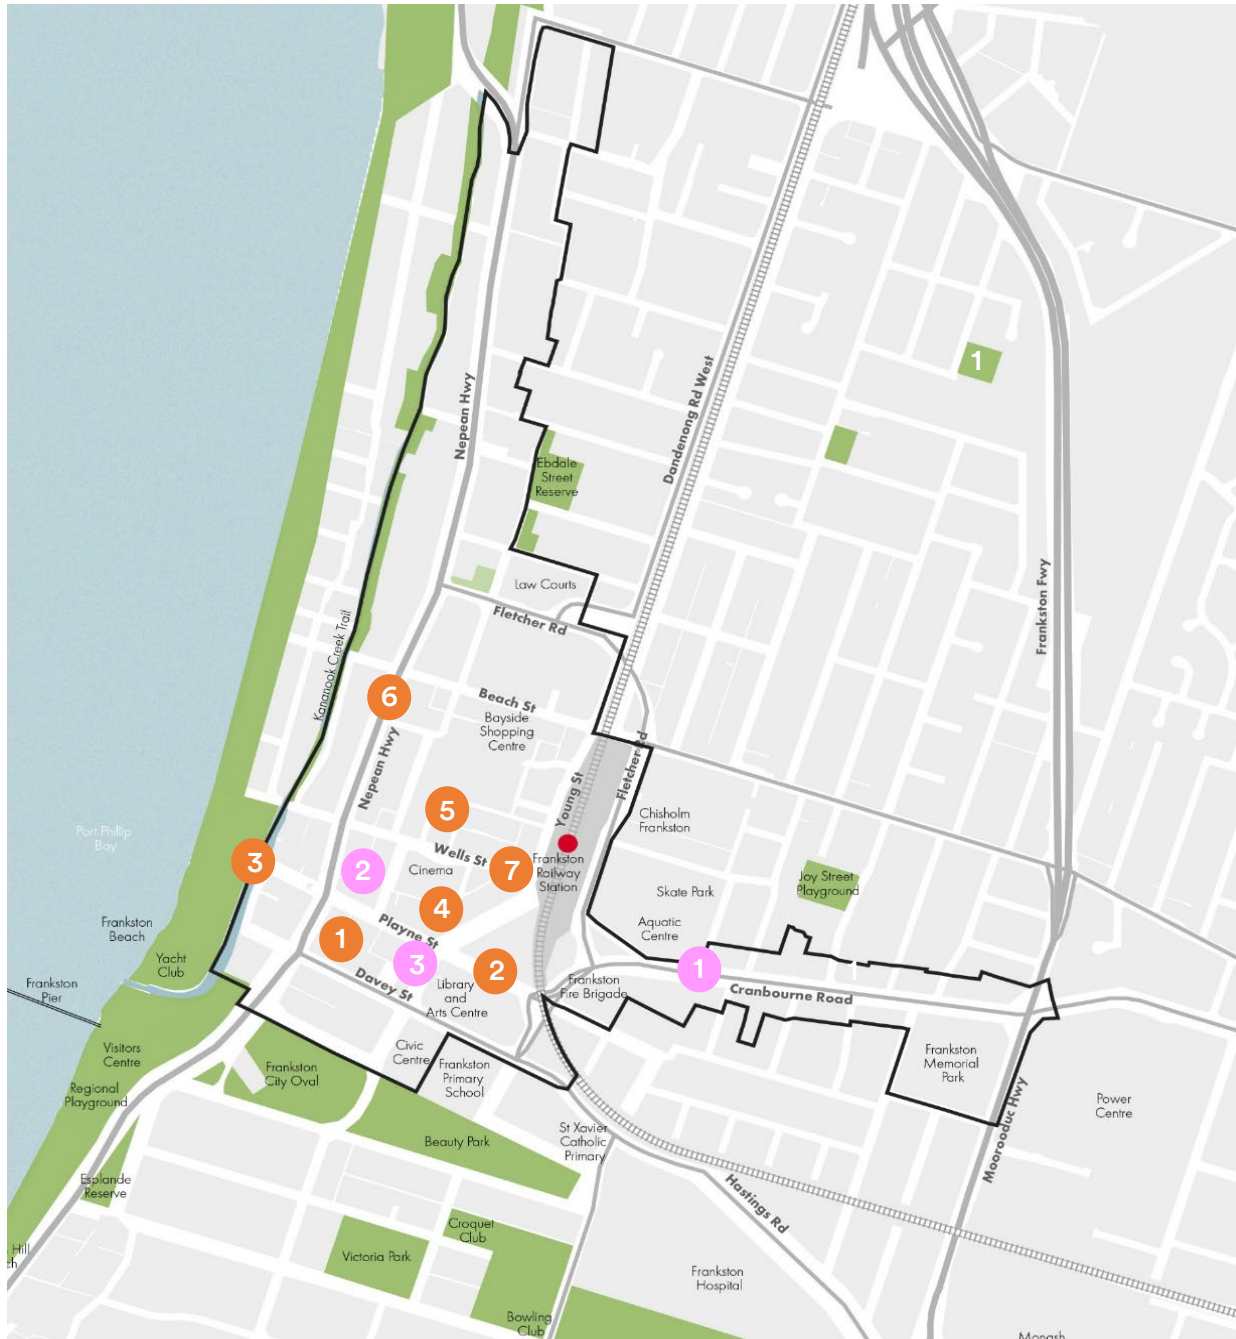 1
Nepean Hwy
Dandenong Rd West
Ebdale
Street
Reserve
Law Courts
Fletcher Rd
Frankston Fwy
Kananook Creek Trail
6
Beach St
Bayside
Shopping
Centre
Nepean Hwy
Young St
Fletcher Rd
5
Chisholm
Frankston
Port Phillip
Bay
3
2
Wells St
Cinema
7
Frankston
Railway
Station
Skate Park
Joy Street
Playground
4
Playne St
Aquatic
Centre
Frankston
Beach
1
3
2
1
Yacht
Club
Davey St
Library
and
Arts Centre
Frankston
Fire Brigade
Cranbourne Road
Frankston
Pier
Visitors
Centre
Civic
Centre
Frankston
Primary
School
Frankston
City Oval
Frankston
Memorial
Park
Regional
Playground
Moorooduc Hwy
Power
Centre
Beauty Park
St Xavier
Catholic
Primary
Esplande
Reserve
Hastings Rd
Croquet
Club
Hill
ch
Victoria Park
Frankston
Hospital
Bowling
Club
Monash